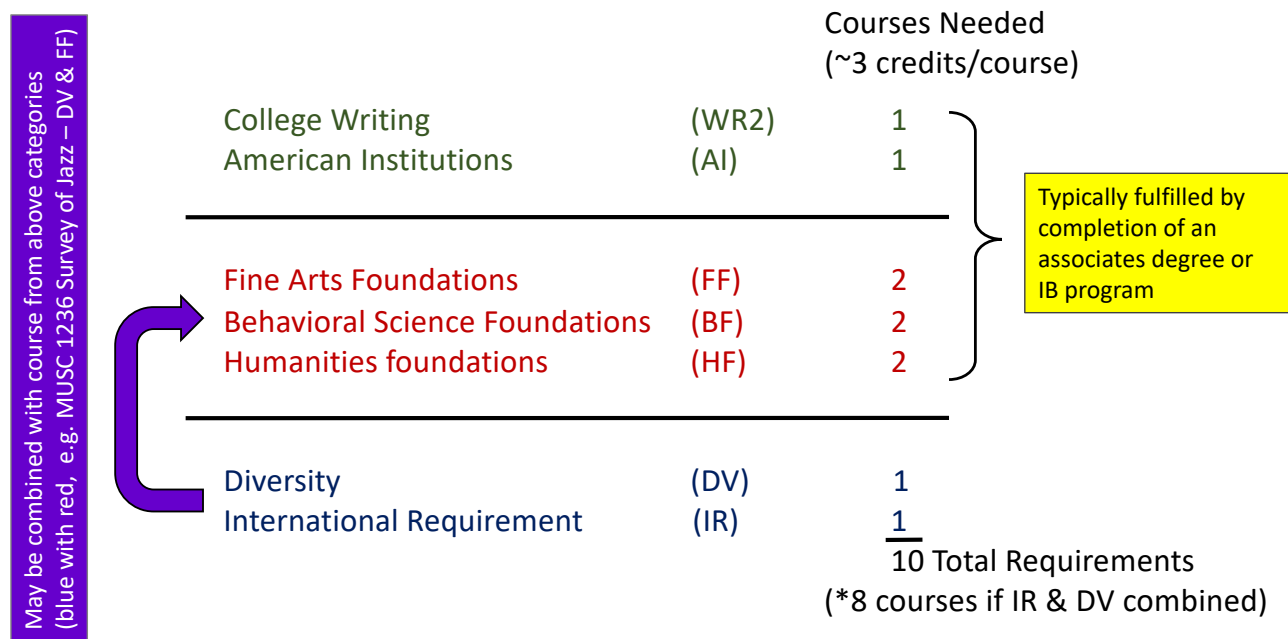 May be combined with course from above categories
(blue with red, e.g. MUSC 1236 Survey of Jazz – DV & FF)
Courses Needed
(~3 credits/course)
College Writing (WR2) 1
American Institutions (AI) 1
Typically fulfilled by
completion of an
associates degree or
IB program
Fine Arts Foundations (FF) 2
Behavioral Science Foundations (BF) 2
Humanities foundations (HF) 2
Diversity (DV) 1
International Requirement (IR) 1
10 Total Requirements
(*8 courses if IR & DV combined)